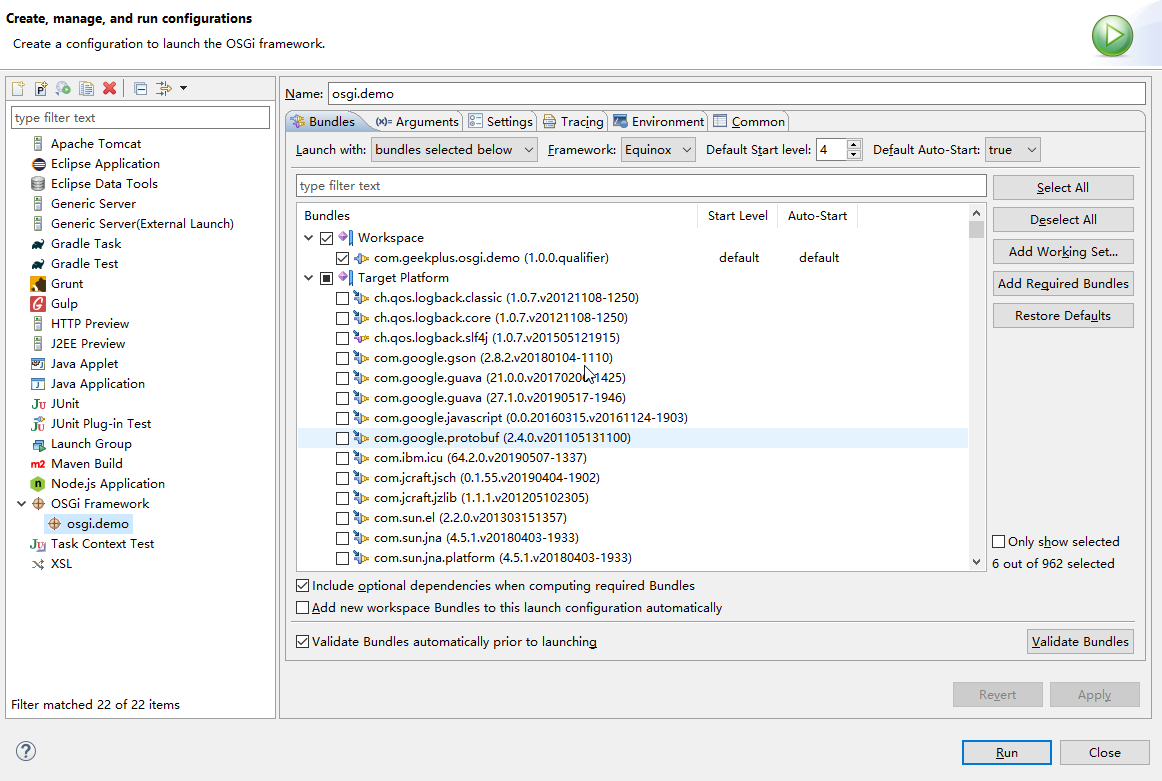 Create, manage, and run configurations
Create a configuration to launch the OSGi framework.
type filter text
Apache Tomcat
Eclipse Application
Eclipse Data Tools
Generic Server
Generic Server(External Launch)
Gradle Task
Gradle Test
Grunt
Gulp
HTTP Preview
J2EE Preview
Java Applet
Java Application
JUnit
JUnit Plug-in Test
Launch Group
Maven Build
Node.js Application
OSGi Framework
osgi.demo
Task Context Test
XSL
Filter matched 22 of 22 items
Name: osgi.demo
Bundles (x)= Arguments Settings Tracing Environment Common
Launch with: bundles selected below Framework: Equinox Default Start level: 4 Default Auto-Start: true
type filter text
Bundles Start Level Auto-Start
Workspace
com.geekplus.osgi.demo (1.0.0.qualifier) default default
Target Platform
ch.qos.logback.classic (1.0.7.v20121108-1250)
ch.qos.logback.core (1.0.7.v20121108-1250)
ch.qos.logback.slf4j (1.0.7.v201505121915)
com.google.gson (2.8.2.v20180104-1110)
com.google.guava
com.google.guava (27.1.0.v20190517-1946)
com.google.javascript (0.0.20160315.v20161124-1903)
com.google.protobuf (2.4.0.v201105131100)
com.ibm.icu (64.2.0.v20190507-1337)
com.jcraft.jsch (0.1.55.v20190404-1902)
com.jcraft.jzlib (1.1.1.v201205102305)
com.sun.el (2.2.0.v201303151357)
com.sun.jna (4.5.1.v20180403-1933)
com.sun.jna.platform (4.5.1.v20180403-1933)
Select All
Deselect All
Add Working Set...
Add Required Bundles
Restore Defaults
Only show selected
6 out of 962 selected
Include optional dependencies when computing required Bundles
Add new workspace Bundles to this launch configuration automatically
Validate Bundles automatically prior to launching
Validate Bundles
Revert Apply
Run Close